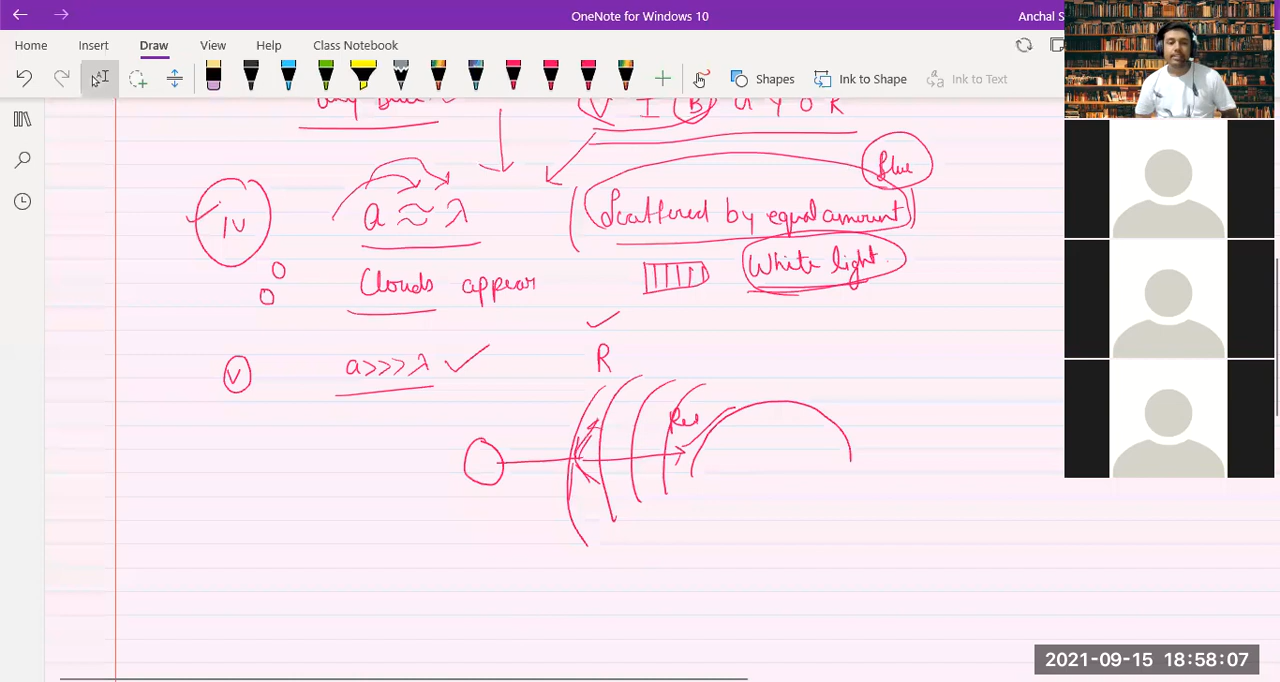 OneNote for Windows 10
Anchal S
Home Insert Draw View Help Class Notebook
Shapes Ink to Shape Ink to Text
V I B G Y O R
Blue
IV a ≈ λ (Scattered by equal amount)
Clouds appear White light.
R
V a>>>λ ✓
Red
2021-09-15 18:58:07